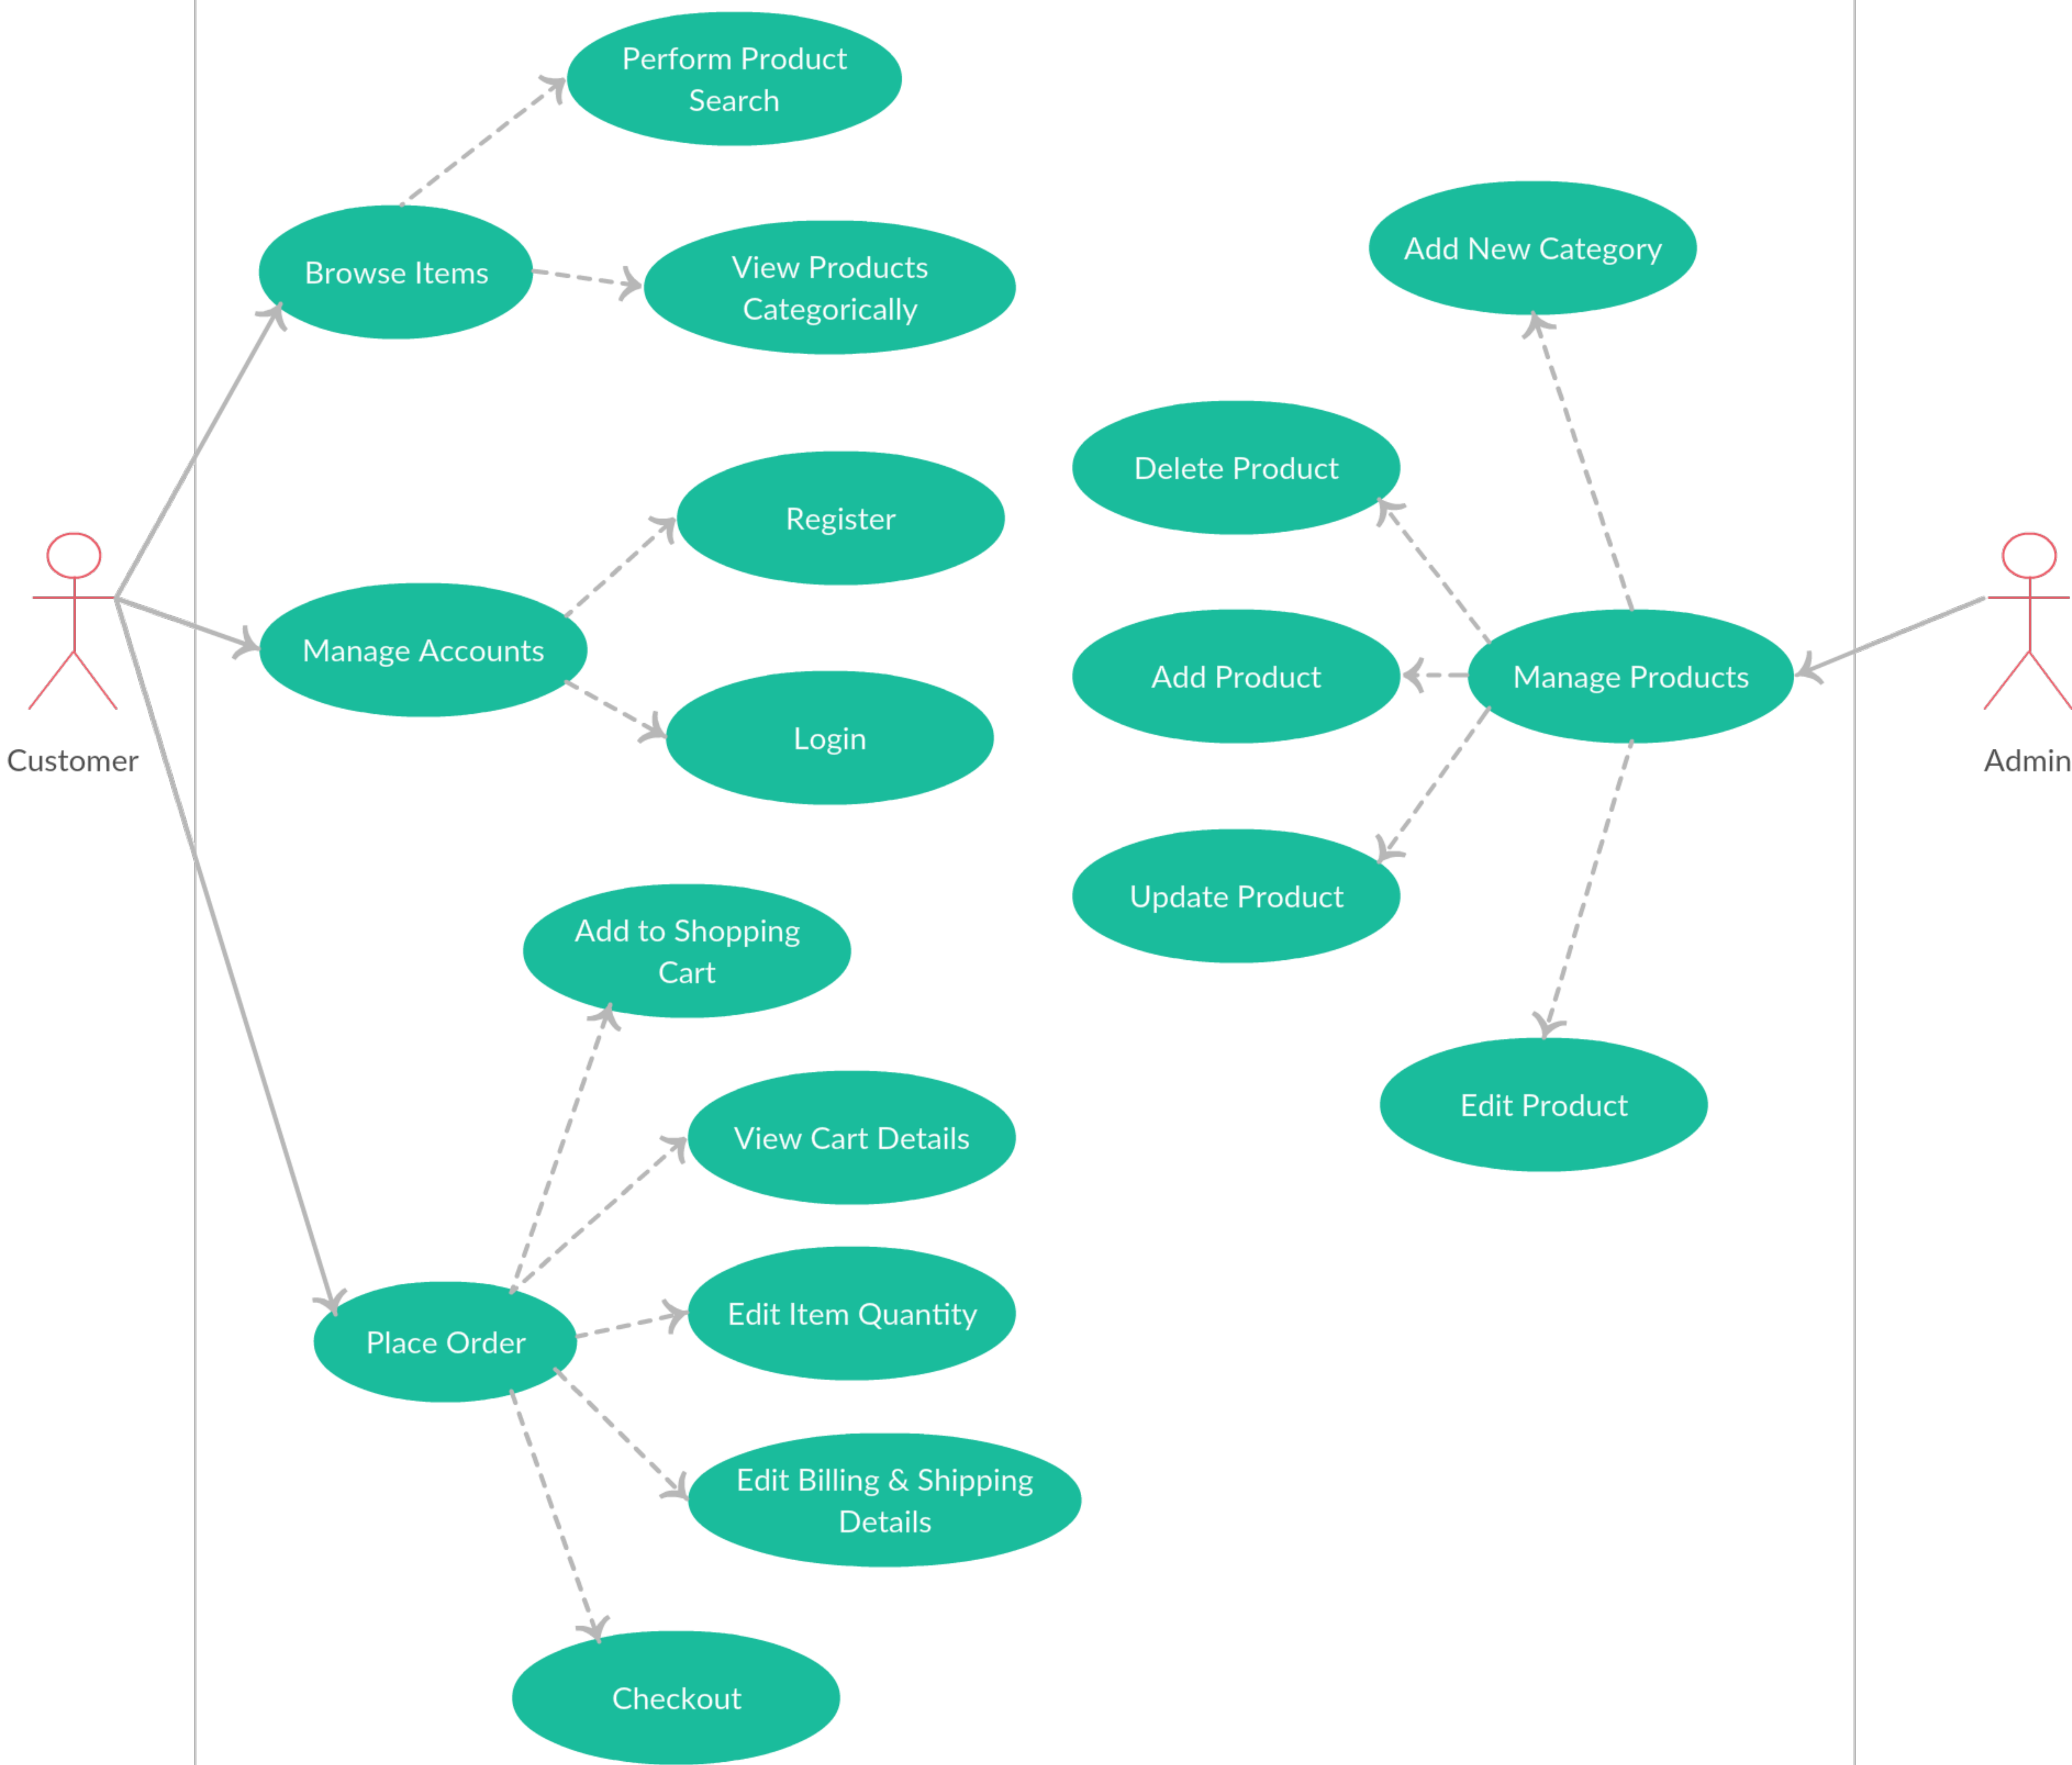 Perform Product
Search
Browse Items
View Products
Categorically
Add New Category
Delete Product
Register
Manage Accounts
Add Product
Manage Products
Login
Customer
Admin
Update Product
Add to Shopping
Cart
View Cart Details
Edit Product
Edit Item Quantity
Place Order
Edit Billing & Shipping
Details
Checkout